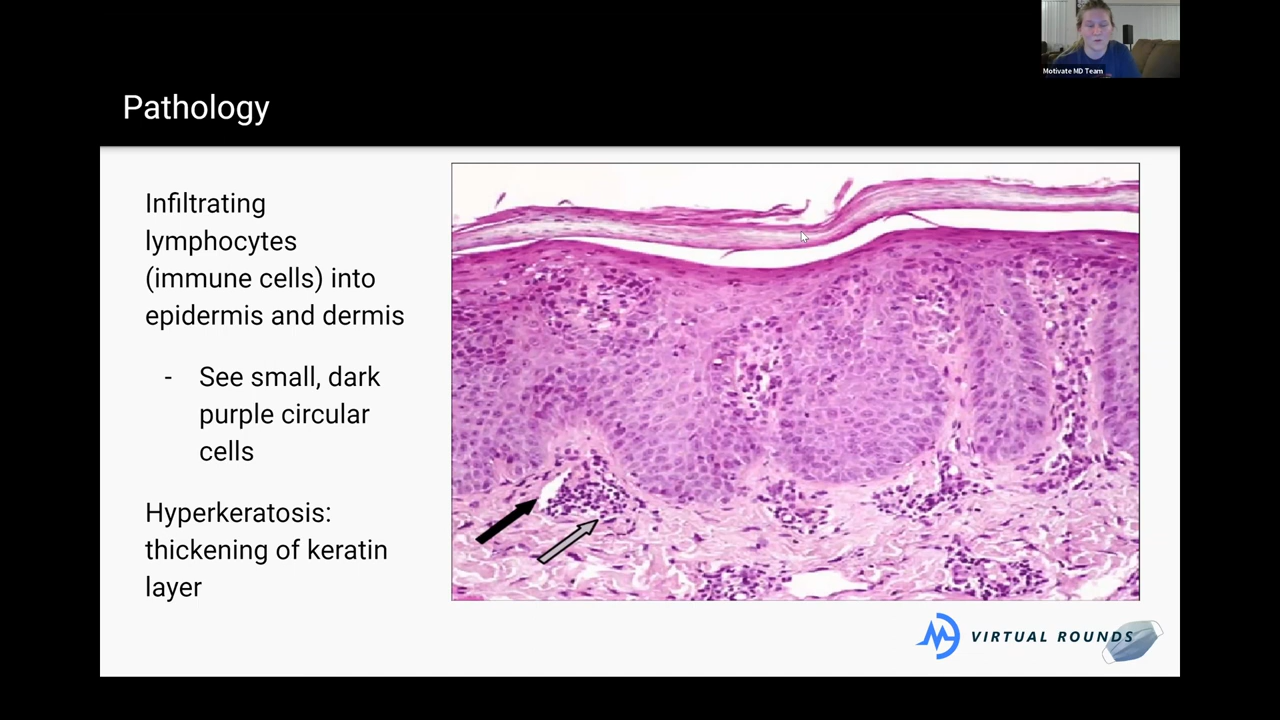 Motivate MD Team
Pathology
Infiltrating
lymphocytes
(immune cells) into
epidermis and dermis
- See small, dark
purple circular
cells
Hyperkeratosis:
thickening of keratin
layer
VIRTUAL ROUNDS